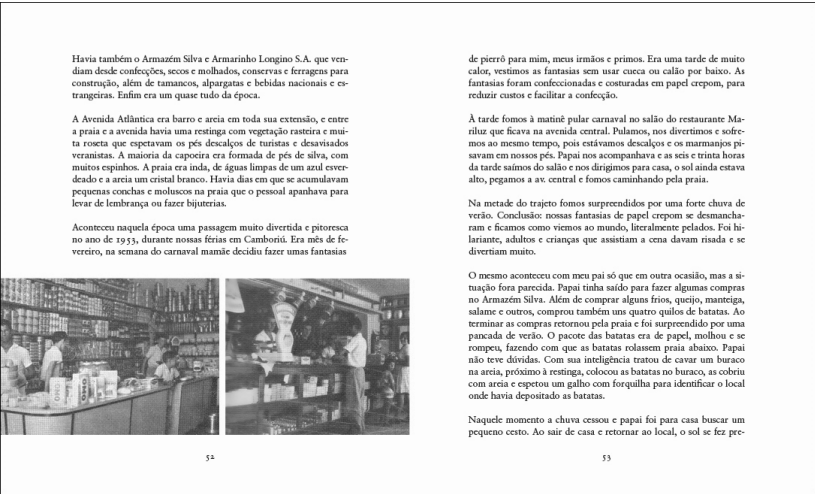 Havia também o Armazém Silva e Armarinho Longino S.A. que ven-
diam desde confecções, secos e molhados, conservas e ferragens para
construção, além de tamancos, alpargatas e bebidas nacionais e es-
trangeiras. Enfim era um quase tudo da época.
A Avenida Atlântica era barro e areia em toda sua extensão, e entre
a praia e a avenida havia uma restinga com vegetação rasteira e mui-
ta roseta que espetavam os pés descalços de turistas e desavisados
veranistas. A maioria da capoeira era formada de pés de silva, com
muitos espinhos. A praia era inda, de águas limpas de um azul esver-
deado e a areia um cristal branco. Havia dias em que se acumulavam
pequenas conchas e moluscos na praia que o pessoal apanhava para
levar de lembrança ou fazer bijuterias.
Aconteceu naquela época uma passagem muito divertida e pitoresca
no ano de 1953, durante nossas férias em Camboriú. Era mês de fe-
vereiro, na semana do carnaval mamãe decidiu fazer umas fantasias
OMO
52
de pierrô para mim, meus irmãos e primos. Era uma tarde de muito
calor, vestimos as fantasias sem usar cueca ou calão por baixo. As
fantasias foram confeccionadas e costuradas em papel crepom, para
reduzir custos e facilitar a confecção.
À tarde fomos à matinê pular carnaval no salão do restaurante Ma-
riluz que ficava na avenida central. Pulamos, nos divertimos e sofre-
mos ao mesmo tempo, pois estávamos descalços e os marmanjos pi-
savam em nossos pés. Papai nos acompanhava e as seis e trinta horas
da tarde saímos do salão e nos dirigimos para casa, o sol ainda estava
alto, pegamos a av. central e fomos caminhando pela praia.
Na metade do trajeto fomos surpreendidos por uma forte chuva de
verão. Conclusão: nossas fantasias de papel crepom se desmancha-
ram e ficamos como viemos ao mundo, literalmente pelados. Foi hi-
lariante, adultos e crianças que assistiam a cena davam risada e se
divertiam muito.
O mesmo aconteceu com meu pai só que em outra ocasião, mas a si-
tuação fora parecida. Papai tinha saído para fazer algumas compras
no Armazém Silva. Além de comprar alguns frios, queijo, manteiga,
salame e outros, comprou também uns quatro quilos de batatas. Ao
terminar as compras retornou pela praia e foi surpreendido por uma
pancada de verão. O pacote das batatas era de papel, molhou e se
rompeu, fazendo com que as batatas rolassem praia abaixo. Papai
não teve dúvidas. Com sua inteligência tratou de cavar um buraco
na areia, próximo à restinga, colocou as batatas no buraco, as cobriu
com areia e espetou um galho com forquilha para identificar o local
onde havia depositado as batatas.
Naquele momento a chuva cessou e papai foi para casa buscar um
pequeno cesto. Ao sair de casa e retornar ao local, o sol se fez pre-
53